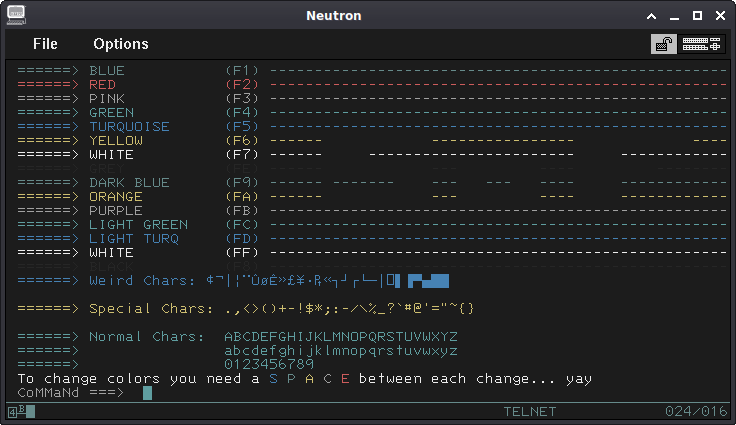 Neutron
File Options
======> BLUE (F1) ---------------------------------------------------
======> RED (F2) ---------------------------------------------------
======> PINK (F3) ---------------------------------------------------
======> GREEN (F4) ---------------------------------------------------
======> TURQUOISE (F5) ---------------------------------------------------
======> YELLOW (F6) ------ ---------------- ----
======> WHITE (F7) ------ --------------- ------------
======> DARK BLUE (F9) ------ ------- --- --- ---- ------------
======> ORANGE (FA) ------ --- ------------
======> PURPLE (FB) ---------------------------------------------------
======> LIGHT GREEN (FC) ---------------------------------------------------
======> LIGHT TURQ (FD) ---------------------------------------------------
======> WHITE (FF) ---------------------------------------------------
======> Weird Chars:
======> Special Chars: .,<>()+-!$*;:-/\%_?`#@'="~{}
======> Normal Chars: ABCDEFGHIJKLMNOPQRSTUVWXYZ
======> abcdefghijklmnopqrstuvwxyz
======> 0123456789
To change colors you need a S P A C E between each change... yay
CoMMaNd ===>
4 B TELNET 024/016